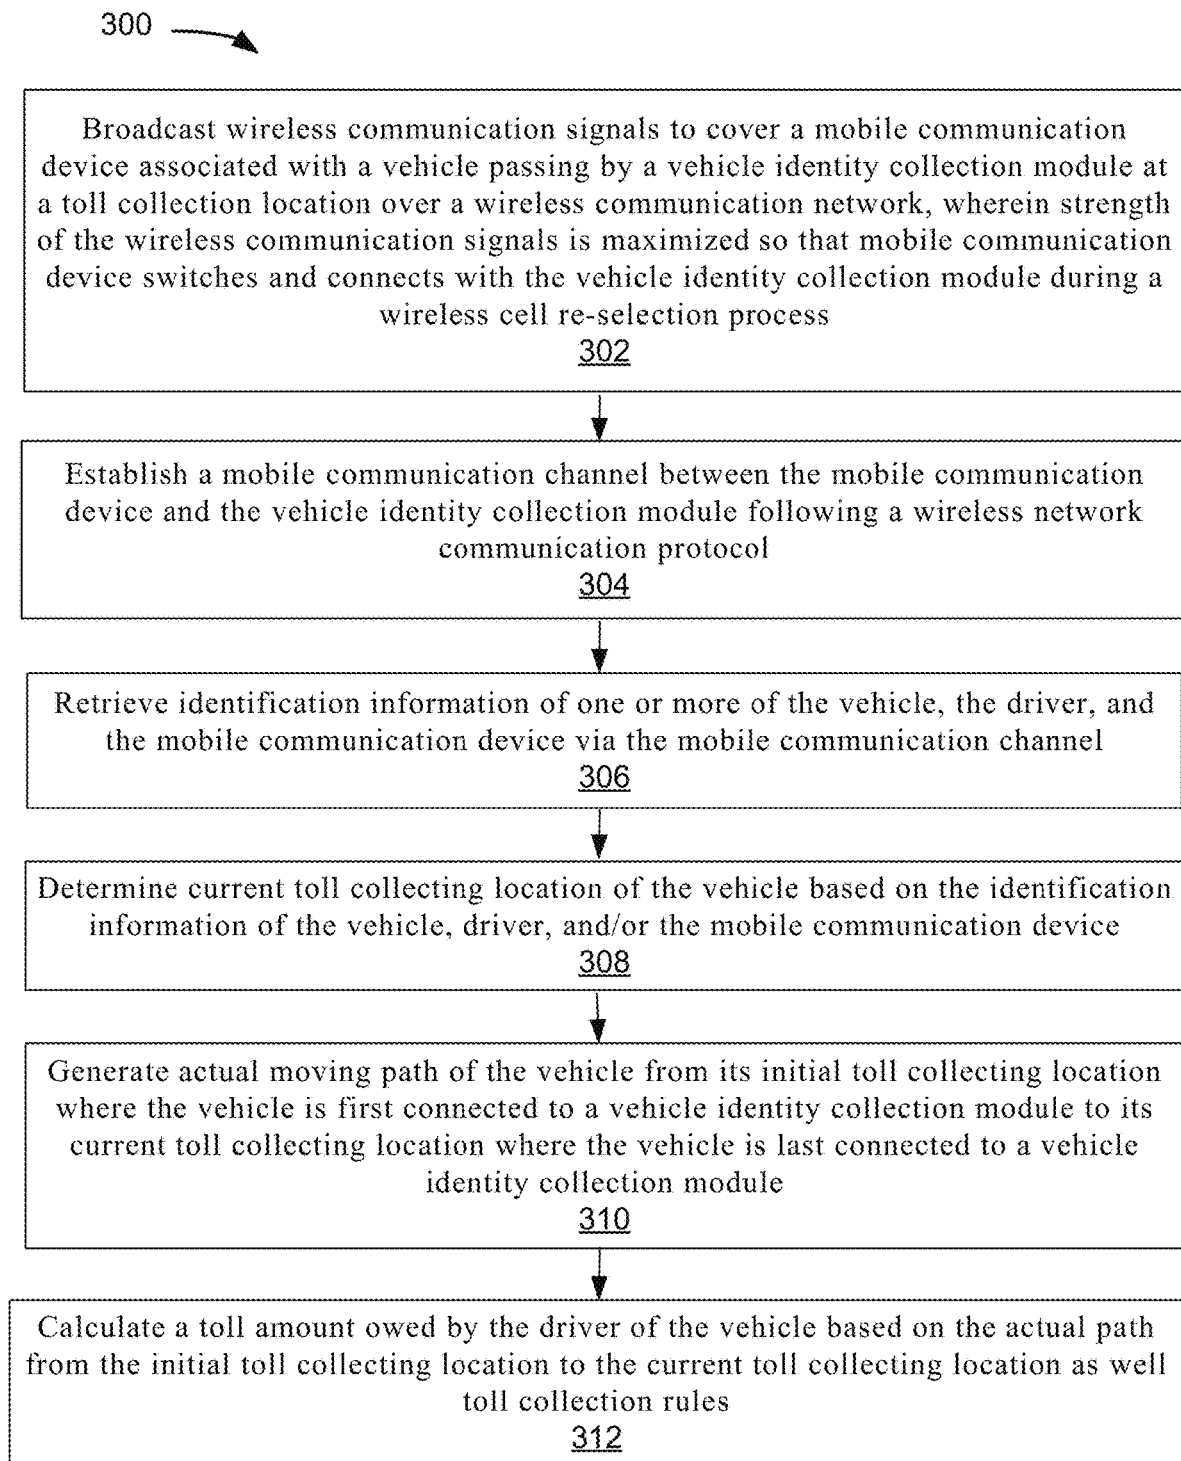 300
Broadcast wireless communication signals to cover a mobile communication
device associated with a vehicle passing by a vehicle identity collection module at
a toll collection location over a wireless communication network, wherein strength
of the wireless communication signals is maximized so that mobile communication
device switches and connects with the vehicle identity collection module during a
wireless cell re-selection process
302
Establish a mobile communication channel between the mobile communication
device and the vehicle identity collection module following a wireless network
communication protocol
304
Retrieve identification information of one or more of the vehicle, the driver, and
the mobile communication device via the mobile communication channel
306
Determine current toll collecting location of the vehicle based on the identification
information of the vehicle, driver, and/or the mobile communication device
308
Generate actual moving path of the vehicle from its initial toll collecting location
where the vehicle is first connected to a vehicle identity collection module to its
current toll collecting location where the vehicle is last connected to a vehicle
identity collection module
310
Calculate a toll amount owed by the driver of the vehicle based on the actual path
from the initial toll collecting location to the current toll collecting location as well
toll collection rules
312